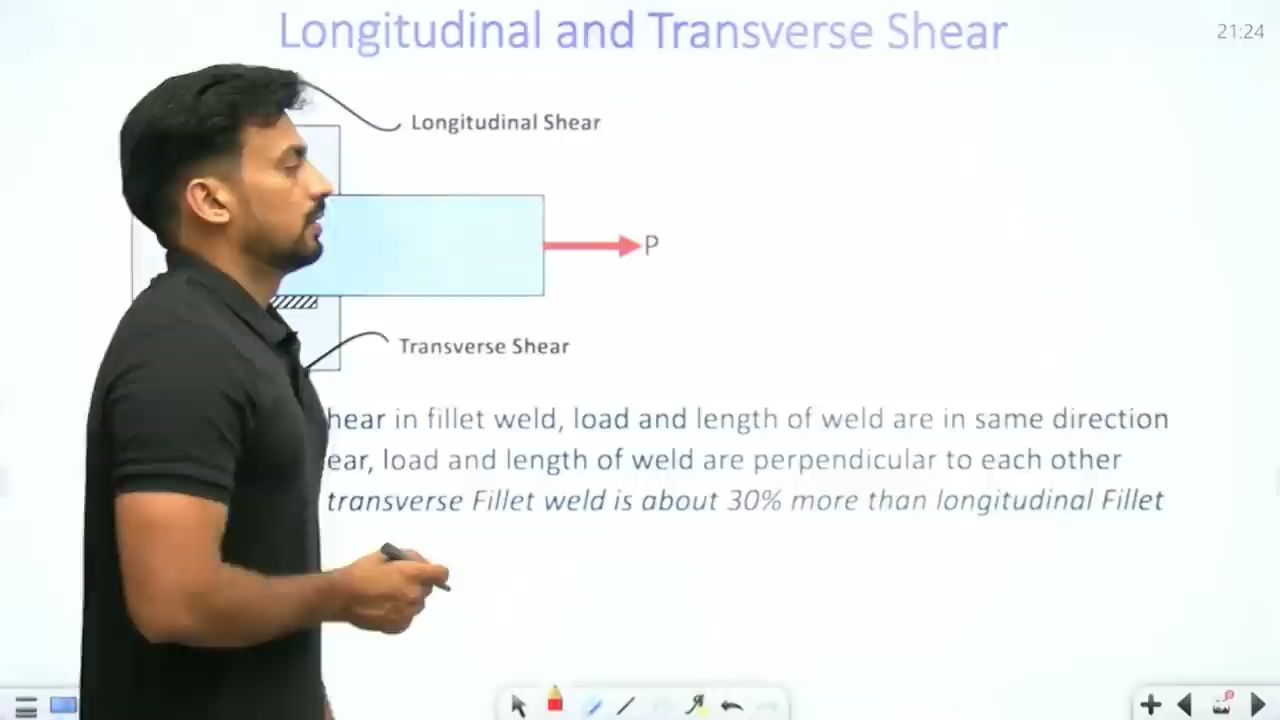 Longitudinal and Transverse Shear
21:24
Longitudinal Shear
P
Transverse Shear
hear in fillet weld, load and length of weld are in same direction
ear, load and length of weld are perpendicular to each other
transverse Fillet weld is about 30% more than longitudinal Fillet